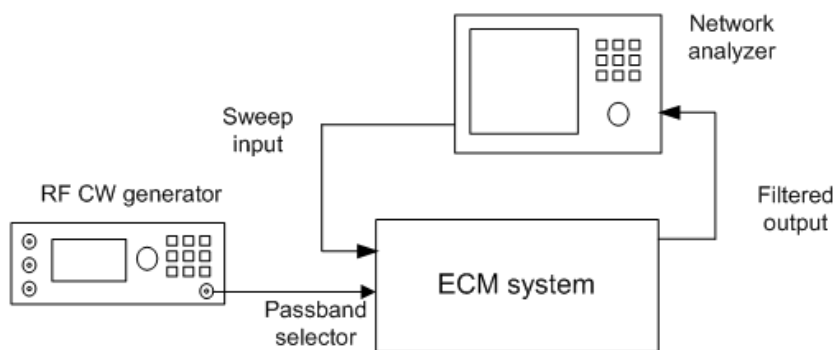 Network
analyzer
Sweep
input
RF CW generator
Filtered
output
ECM system
Passband
selector